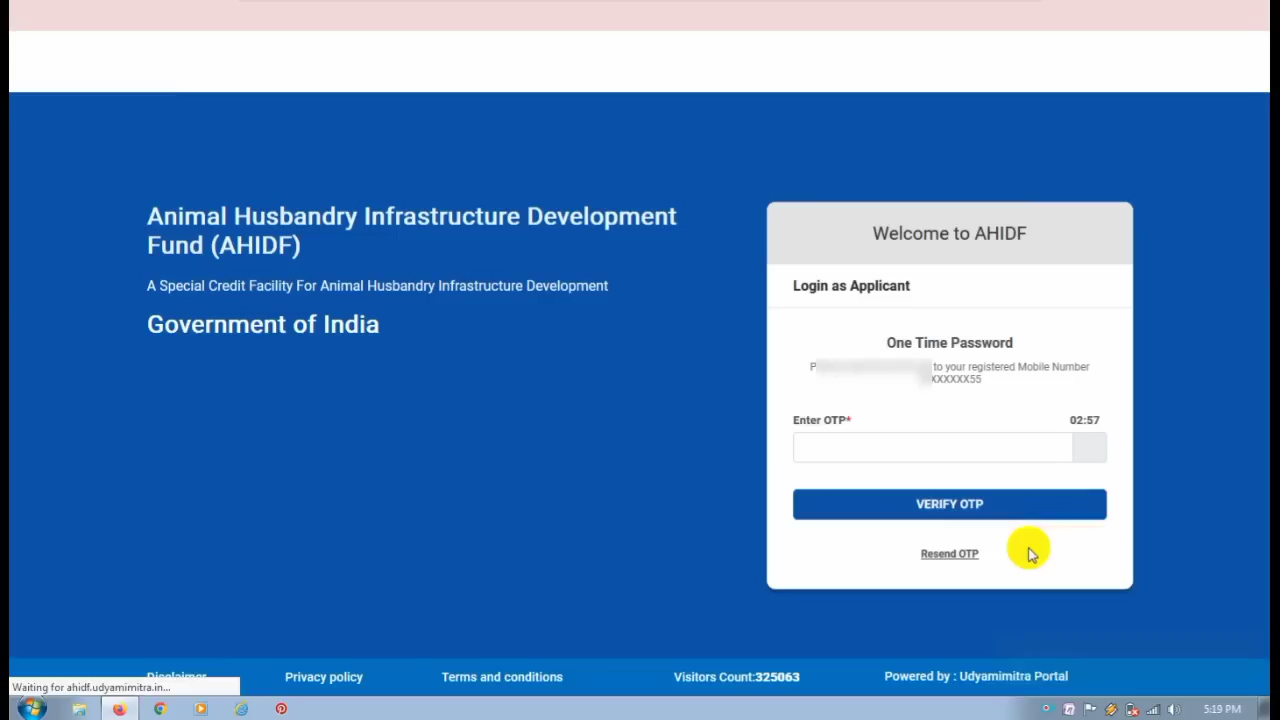 Animal Husbandry Infrastructure Development
Fund (AHIDF)
A Special Credit Facility For Animal Husbandry Infrastructure Development
Government of India
Welcome to AHIDF
Login as Applicant
One Time Password
to your registered Mobile Number
XXXXXX55
Enter OTP*
02:57
VERIFY OTP
Resend OTP
Disclaimer
Privacy policy
Terms and conditions
Visitors Count:325063
Powered by : Udyamimitra Portal
Waiting for ahidf.udyamimitra.in...
5:19 PM